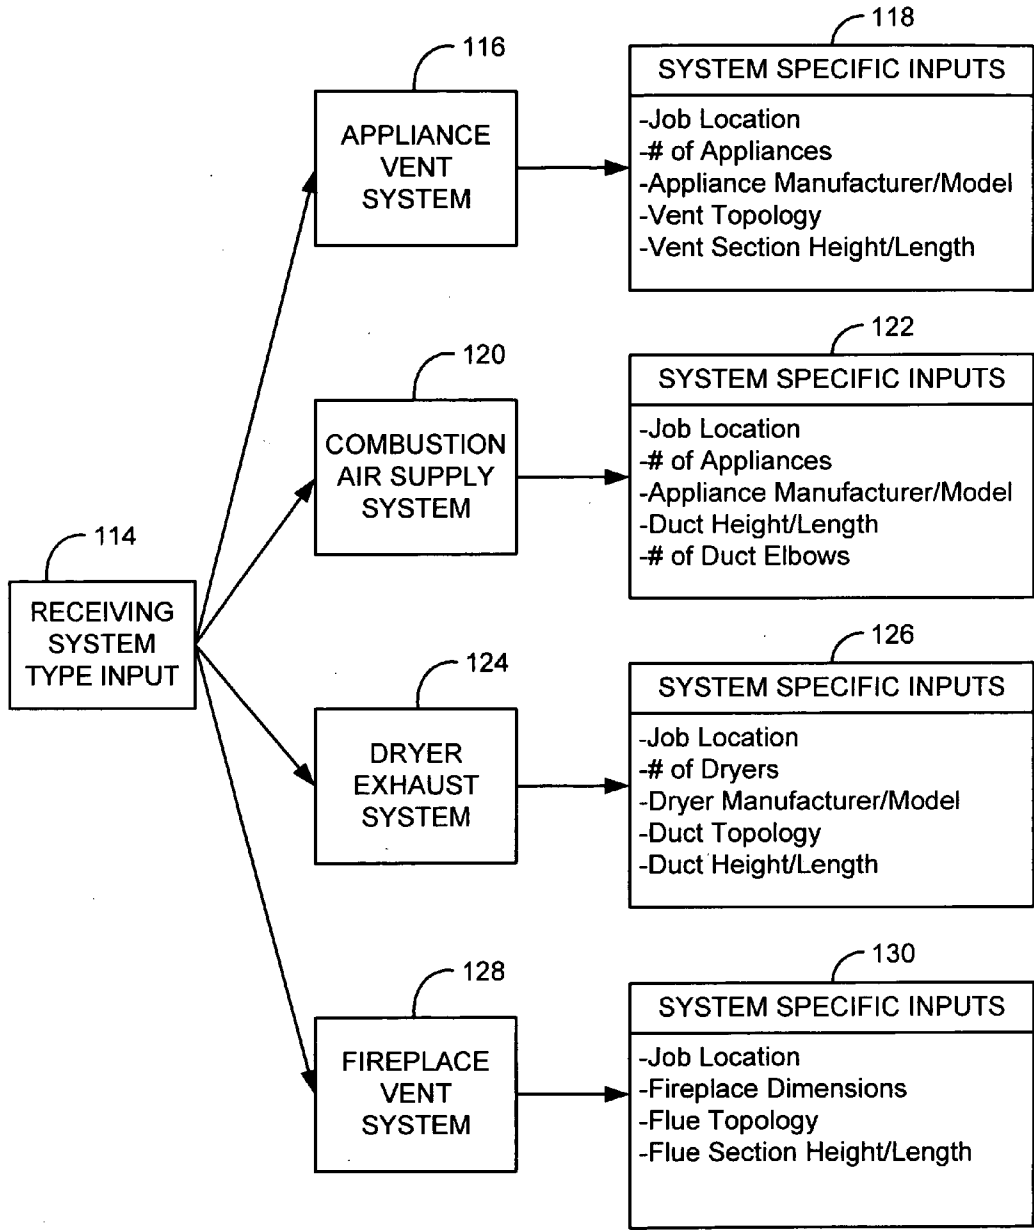 116
APPLIANCE
VENT
SYSTEM
118
SYSTEM SPECIFIC INPUTS
-Job Location
-# of Appliances
-Appliance Manufacturer/Model
-Vent Topology
-Vent Section Height/Length
120
COMBUSTION
AIR SUPPLY
SYSTEM
122
SYSTEM SPECIFIC INPUTS
-Job Location
-# of Appliances
-Appliance Manufacturer/Model
-Duct Height/Length
-# of Duct Elbows
114
RECEIVING
SYSTEM
TYPE INPUT
124
DRYER
EXHAUST
SYSTEM
126
SYSTEM SPECIFIC INPUTS
-Job Location
-# of Dryers
-Dryer Manufacturer/Model
-Duct Topology
-Duct Height/Length
128
FIREPLACE
VENT
SYSTEM
130
SYSTEM SPECIFIC INPUTS
-Job Location
-Fireplace Dimensions
-Flue Topology
-Flue Section Height/Length